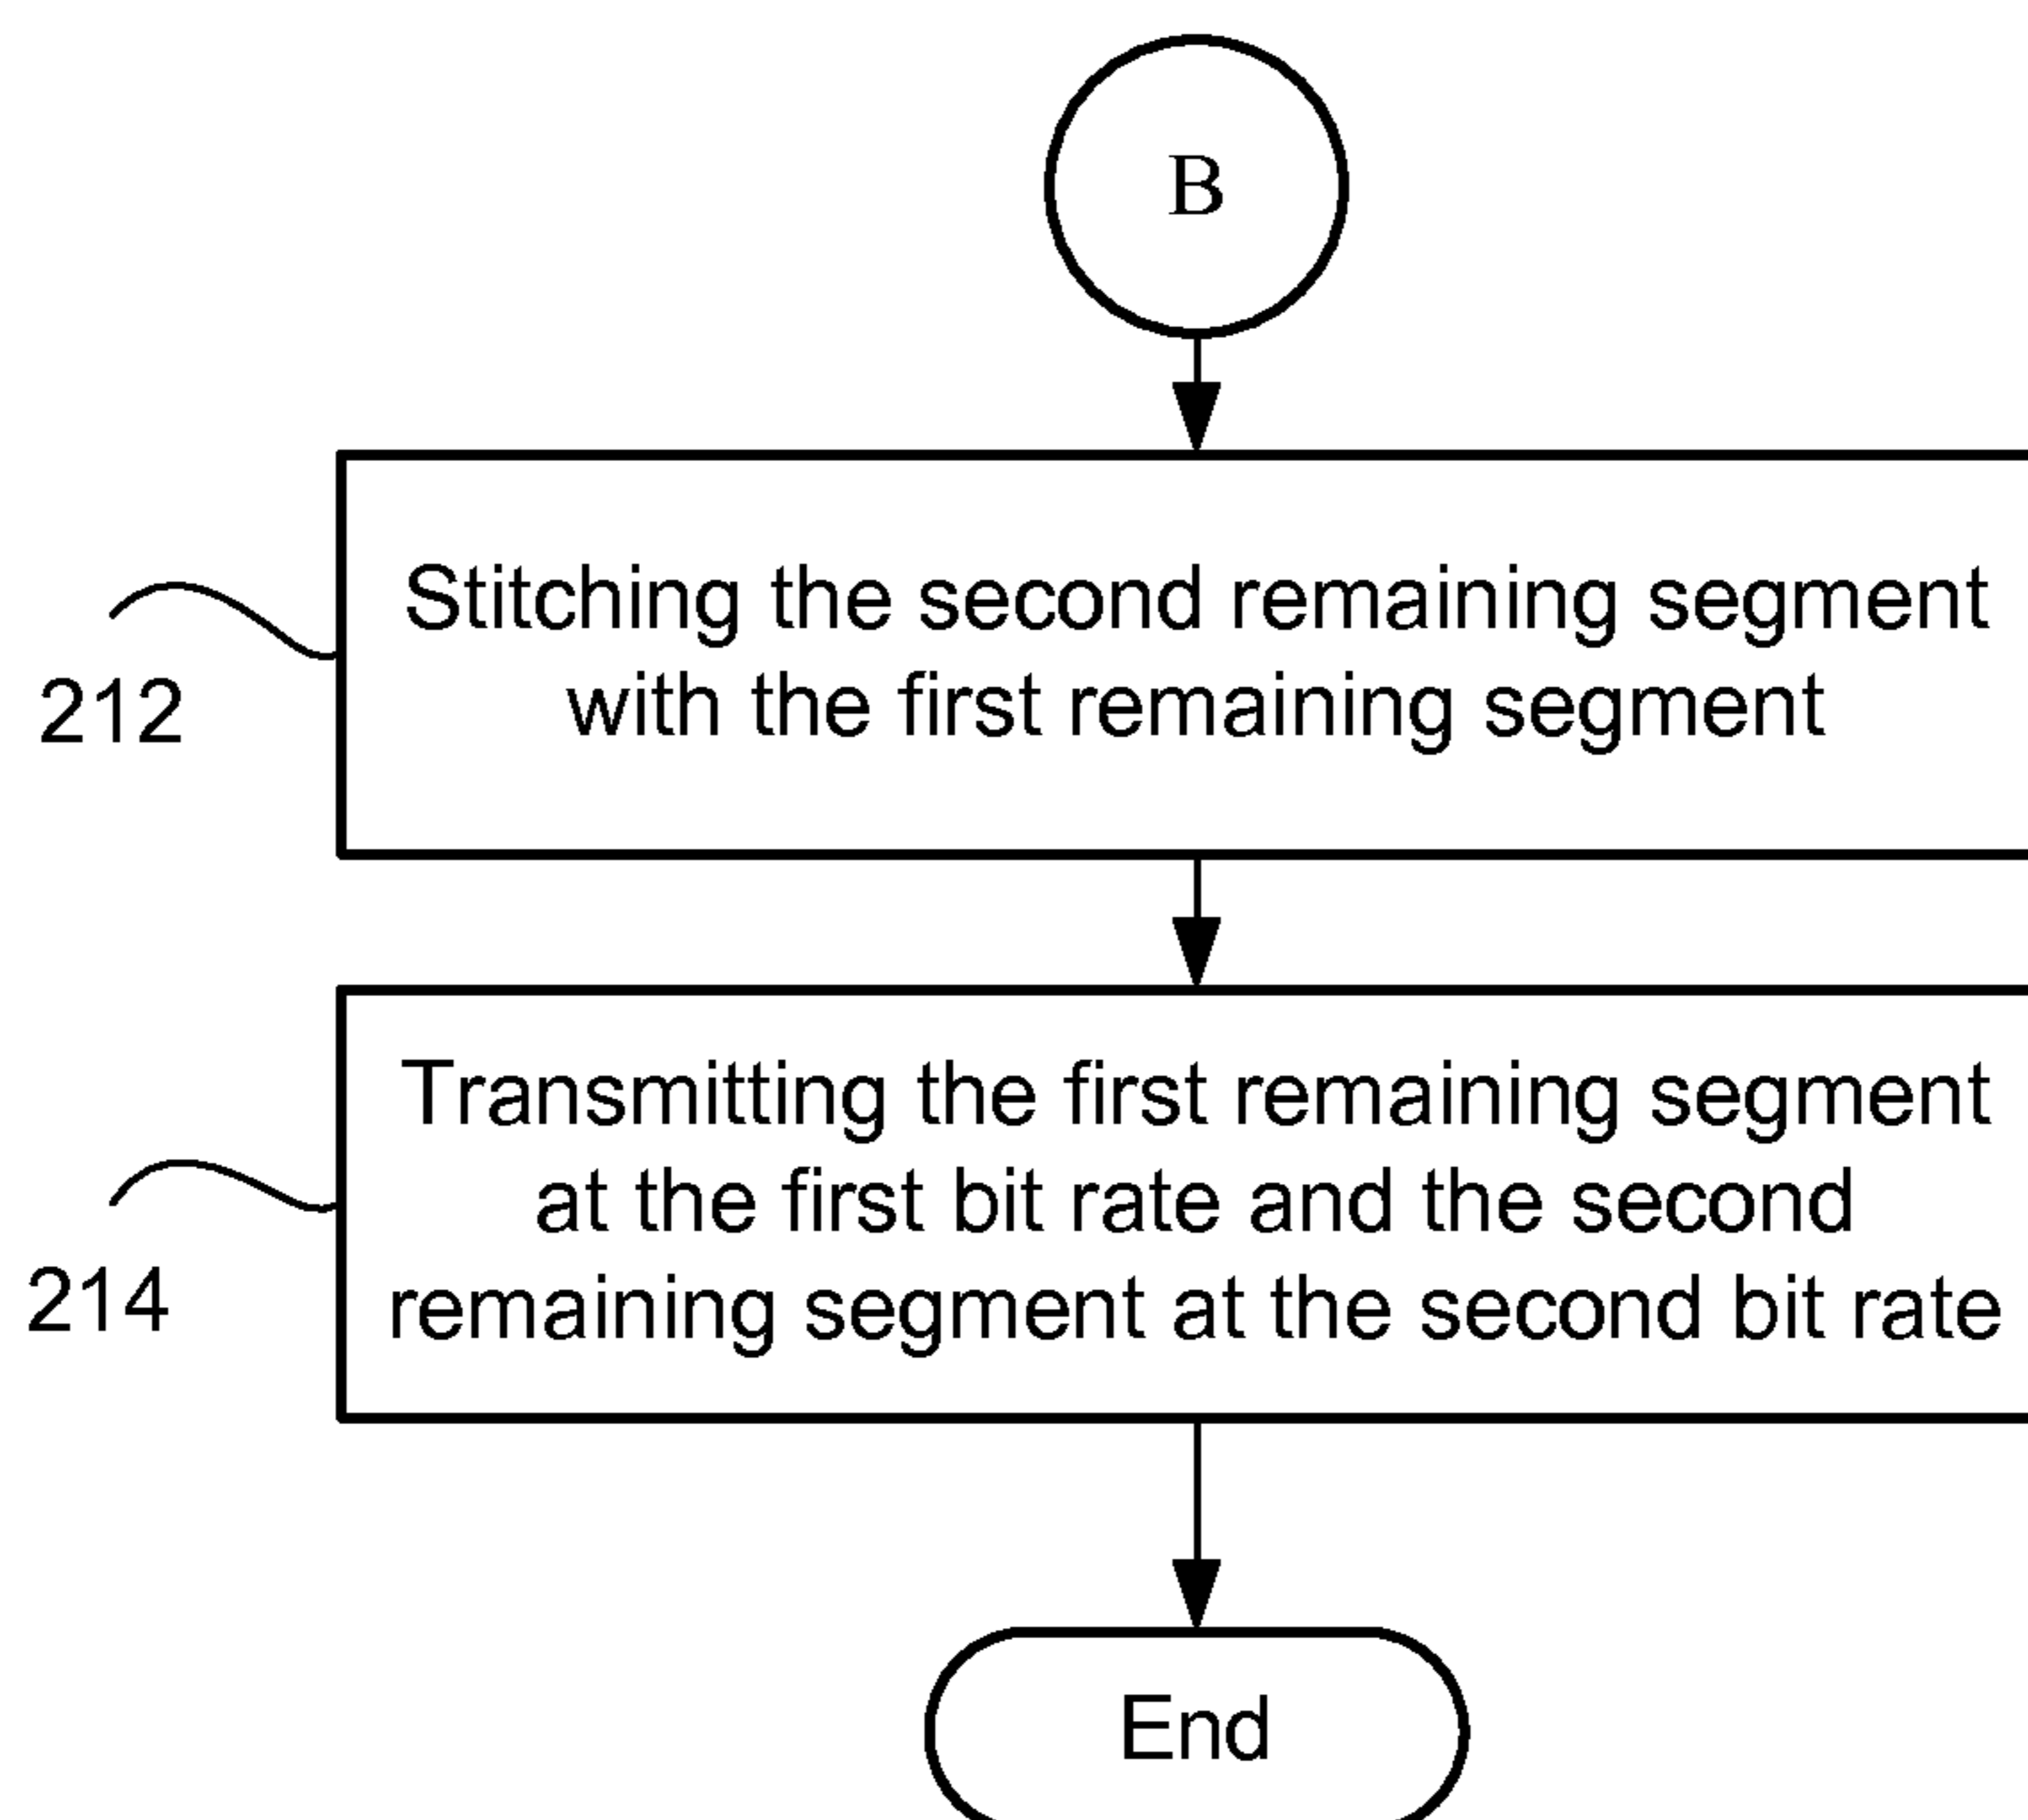 B
Stitching the second remaining segment
with the first remaining segment
212
Transmitting the first remaining segment
at the first bit rate and the second
remaining segment at the second bit rate
214
End